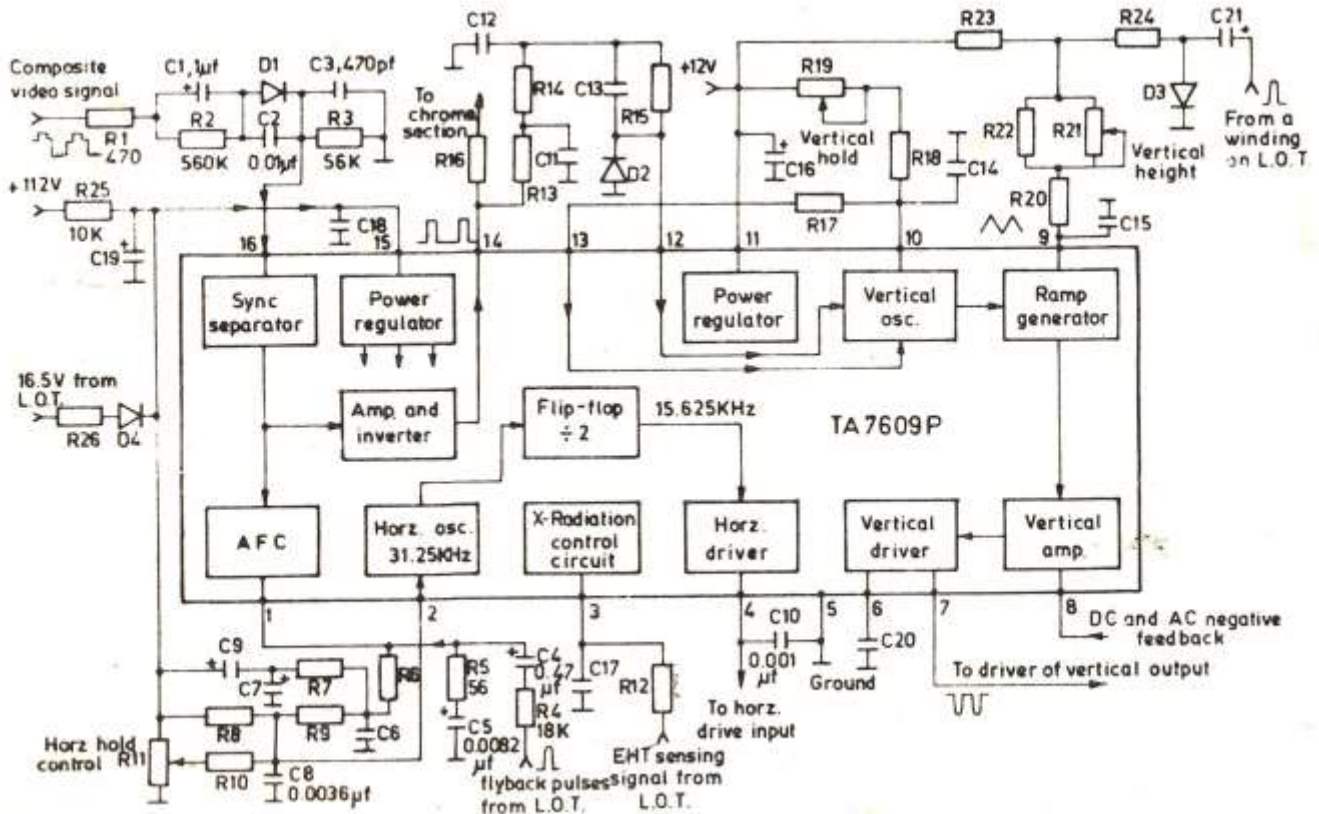 C12
R23
R24
C21
Composite
video signal
C1,1µf
D1
C3,470pf
+
R1
470
R2
560K
C2
0.01µf
R3
56K
To
chrome
section
R16
R14
C13
R15
C11
R13
D2
+12V
R19
Vertical
hold
C16
R18
C14
R17
R22
R21
Vertical
height
R20
C15
D3
From a
winding
on L.O.T.
+112V
R25
10K
C19
C18
16
15
14
13
12
11
10
9
Sync
separator
Power
regulator
Power
regulator
Vertical
osc.
Ramp
generator
16.5V from
L.O.T.
R26
D4
Amp. and
inverter
Flip-flop
÷2
15.625KHz
TA7609P
AFC
Horz. osc.
31.25KHz
X-Radiation
control
circuit
Horz.
driver
Vertical
driver
Vertical
amp.
1
2
3
4
5
6
7
8
C9
C7
R7
R6
R8
R9
C6
Horz hold
control
R11
R10
C8
0.0036µf
R5
56
C5
0.0082
µf
C4
0.47
µf
R4
18K
flyback pulses
from L.O.T.
C17
R12
EHT sensing
signal from
L.O.T.
C10
0.001
µf
To horz.
drive input
Ground
C20
DC and AC negative
feedback
To driver of vertical output